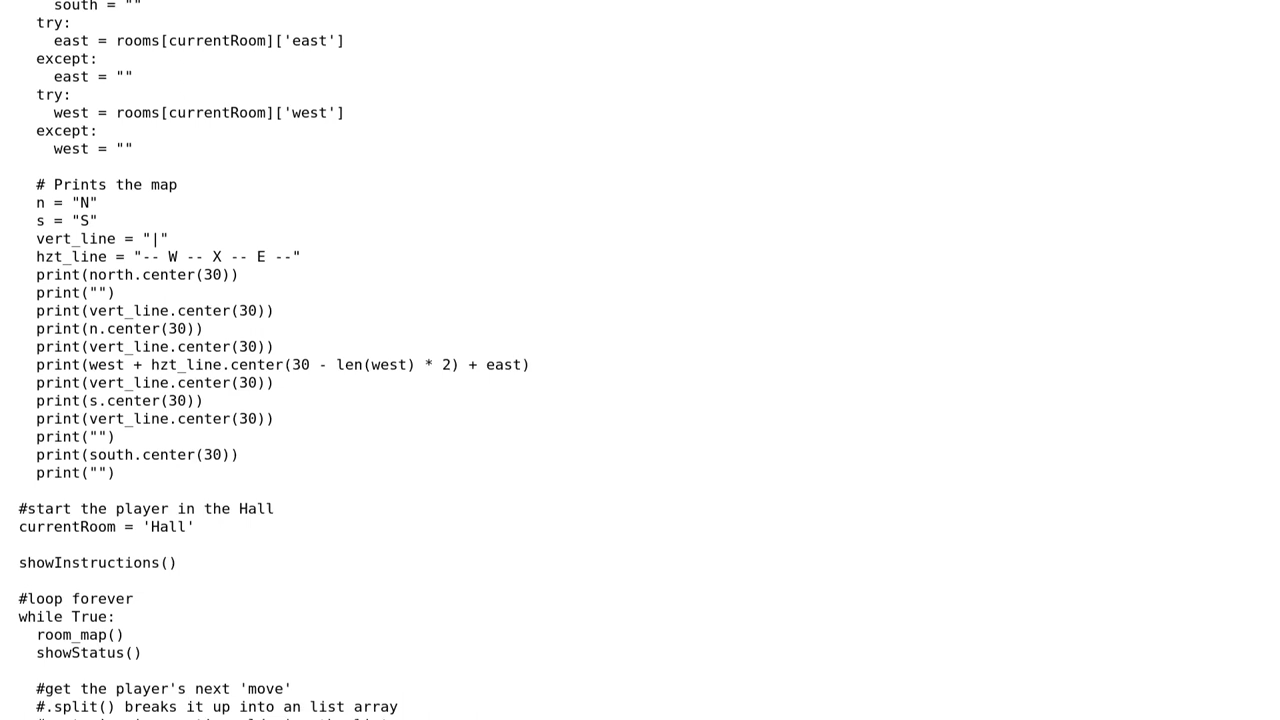 south = ""
try:
east = rooms[currentRoom]['east']
except:
east = ""
try:
west = rooms[currentRoom]['west']
except:
west = ""
# Prints the map
n = "N"
s = "S"
vert_line = "|"
hzt_line = "-- W -- X -- E --"
print(north.center(30))
print("")
print(vert_line.center(30))
print(n.center(30))
print(vert_line.center(30))
print(west + hzt_line.center(30 - len(west) * 2) + east)
print(vert_line.center(30))
print(s.center(30))
print(vert_line.center(30))
print("")
print(south.center(30))
print("")
#start the player in the Hall
currentRoom = 'Hall'
showInstructions()
#loop forever
while True:
room_map()
showStatus()
#get the player's next 'move'
#.split() breaks it up into an list array